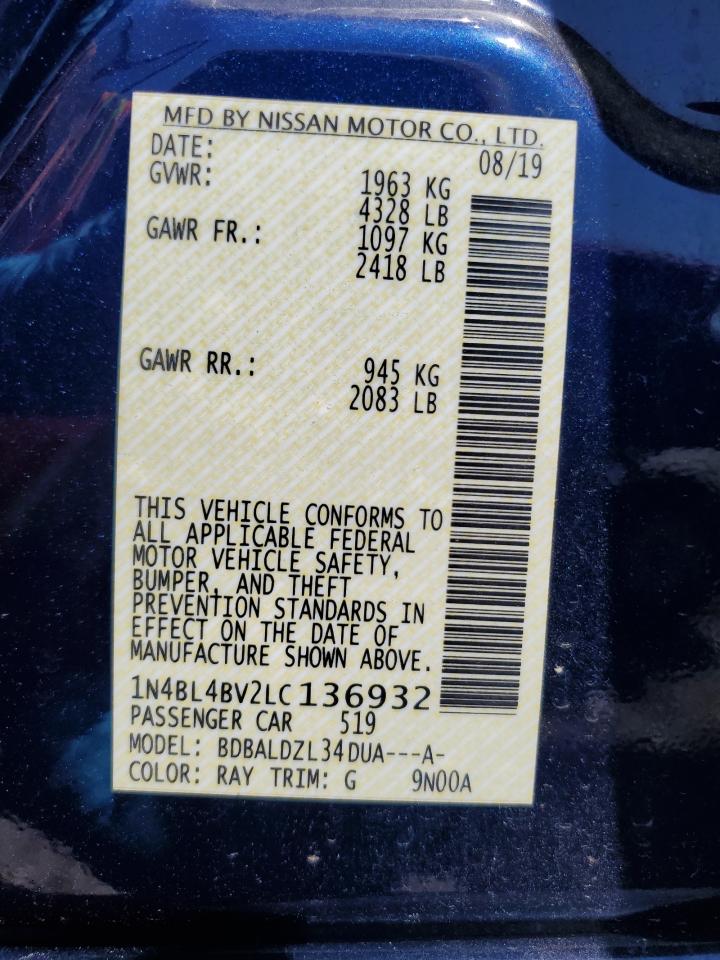 MFD BY NISSAN MOTOR CO., LTD.
DATE: 08/19
GVWR: 1963 KG
4328 LB
GAWR FR.: 1097 KG
2418 LB
GAWR RR.: 945 KG
2083 LB
THIS VEHICLE CONFORMS TO
ALL APPLICABLE FEDERAL
MOTOR VEHICLE SAFETY,
BUMPER, AND THEFT
PREVENTION STANDARDS IN
EFFECT ON THE DATE OF
MANUFACTURE SHOWN ABOVE.
1N4BL4BV2LC136932
PASSENGER CAR 519
MODEL: BDBALDZL34DUA---A-
COLOR: RAY TRIM: G 9N00A